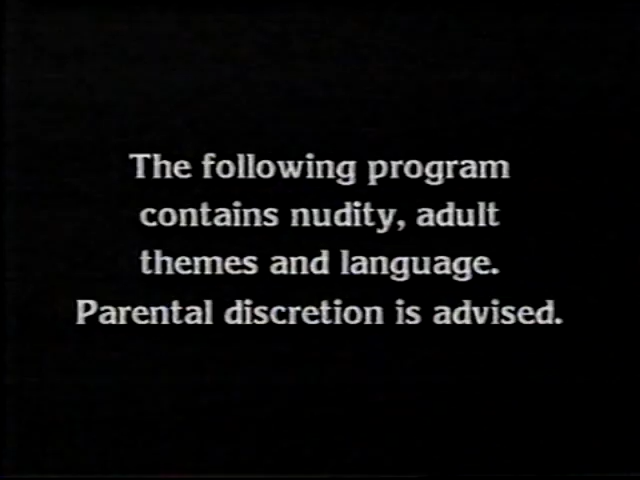 The following program
contains nudity, adult
themes and language.
Parental discretion is advised.